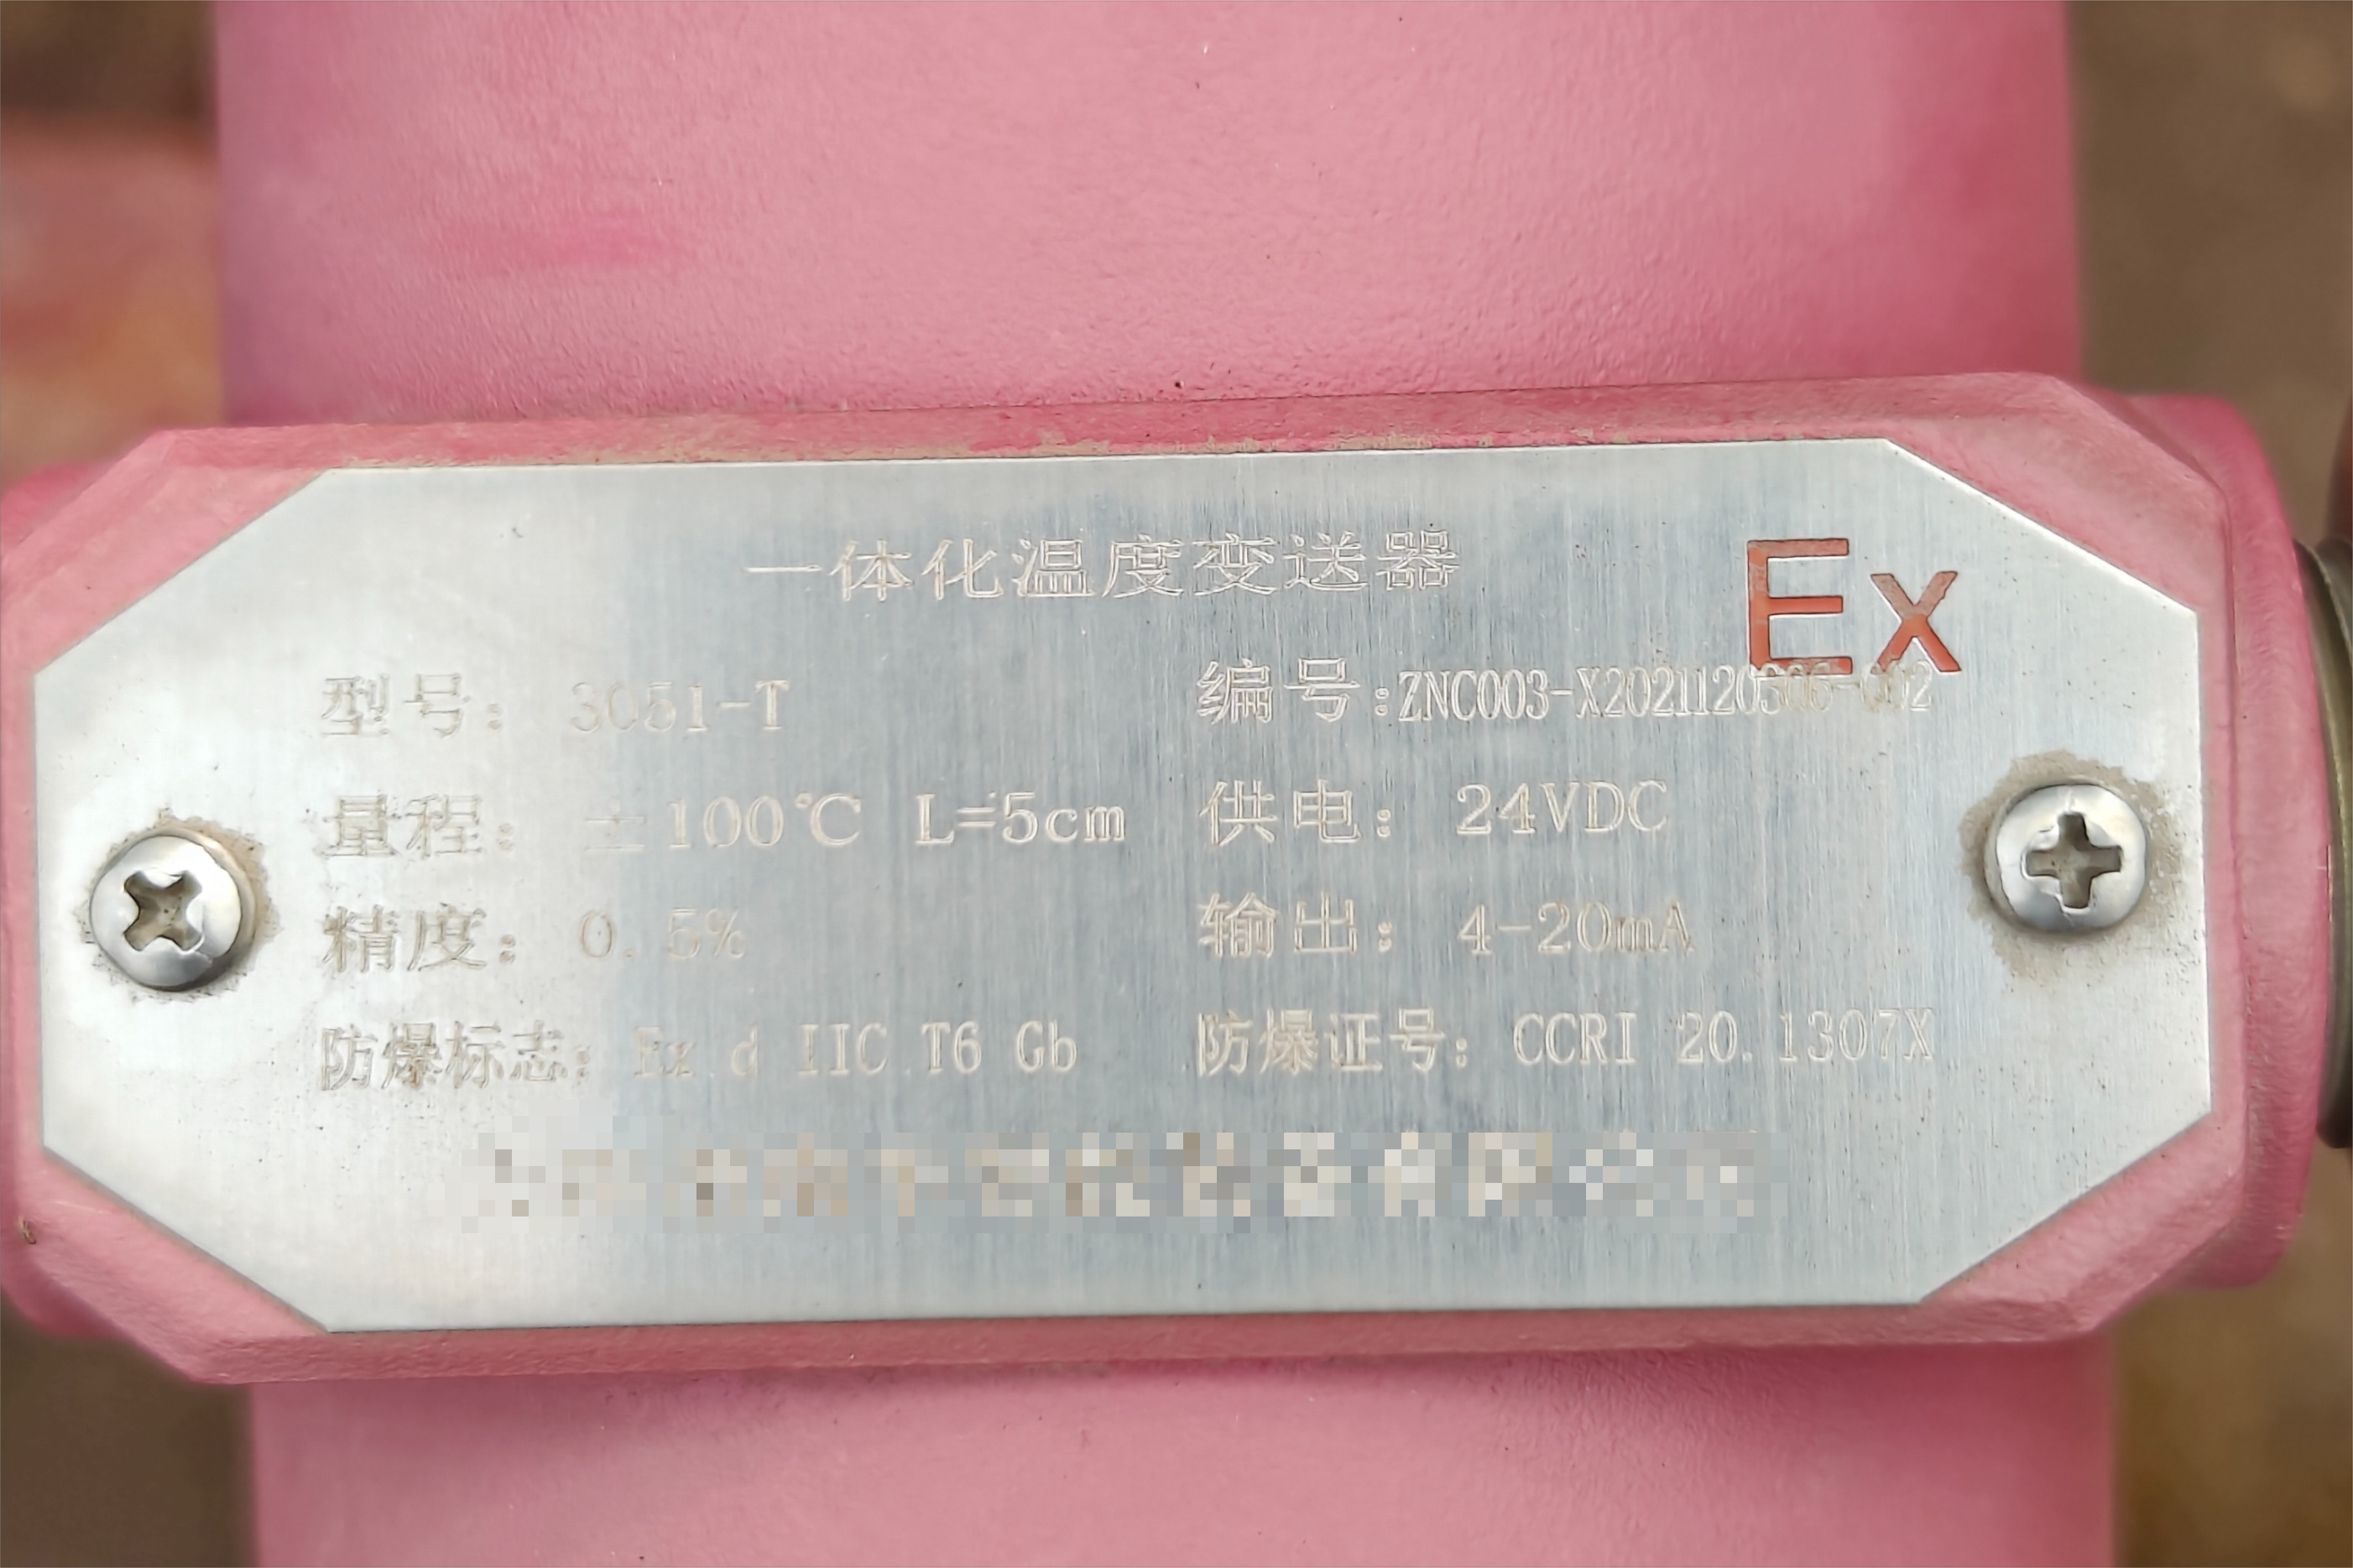 一体化温度变送器
Ex
型号: 3051-T
编号:ZNC003-X2021120306-002
量程: ±100℃ L=5cm
供电: 24VDC
精度: 0.5%
输出: 4-20mA
防爆标志: Ex d IIC T6 Gb
防爆证号: CCRI 20.1307X